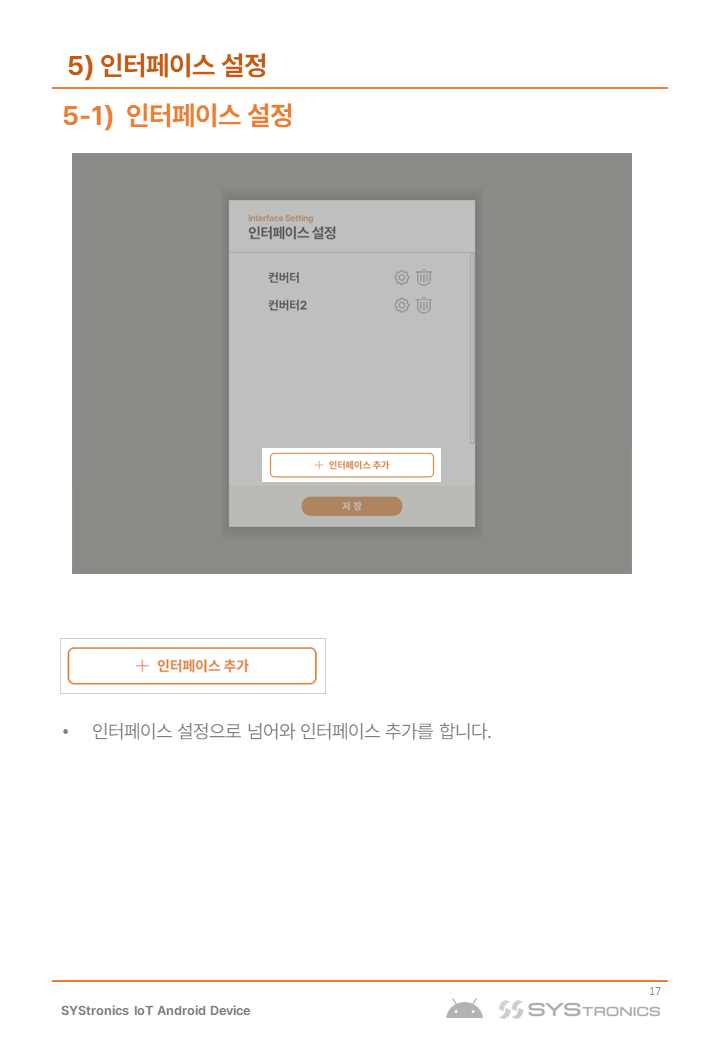 5) 인터페이스 설정
5-1) 인터페이스 설정
Interface Setting
인터페이스 설정
컨버터
컨버터2
+ 인터페이스 추가
저 장
+ 인터페이스 추가
• 인터페이스 설정으로 넘어와 인터페이스 추가를 합니다.
17
SYStronics IoT Android Device
SYSTRONICS